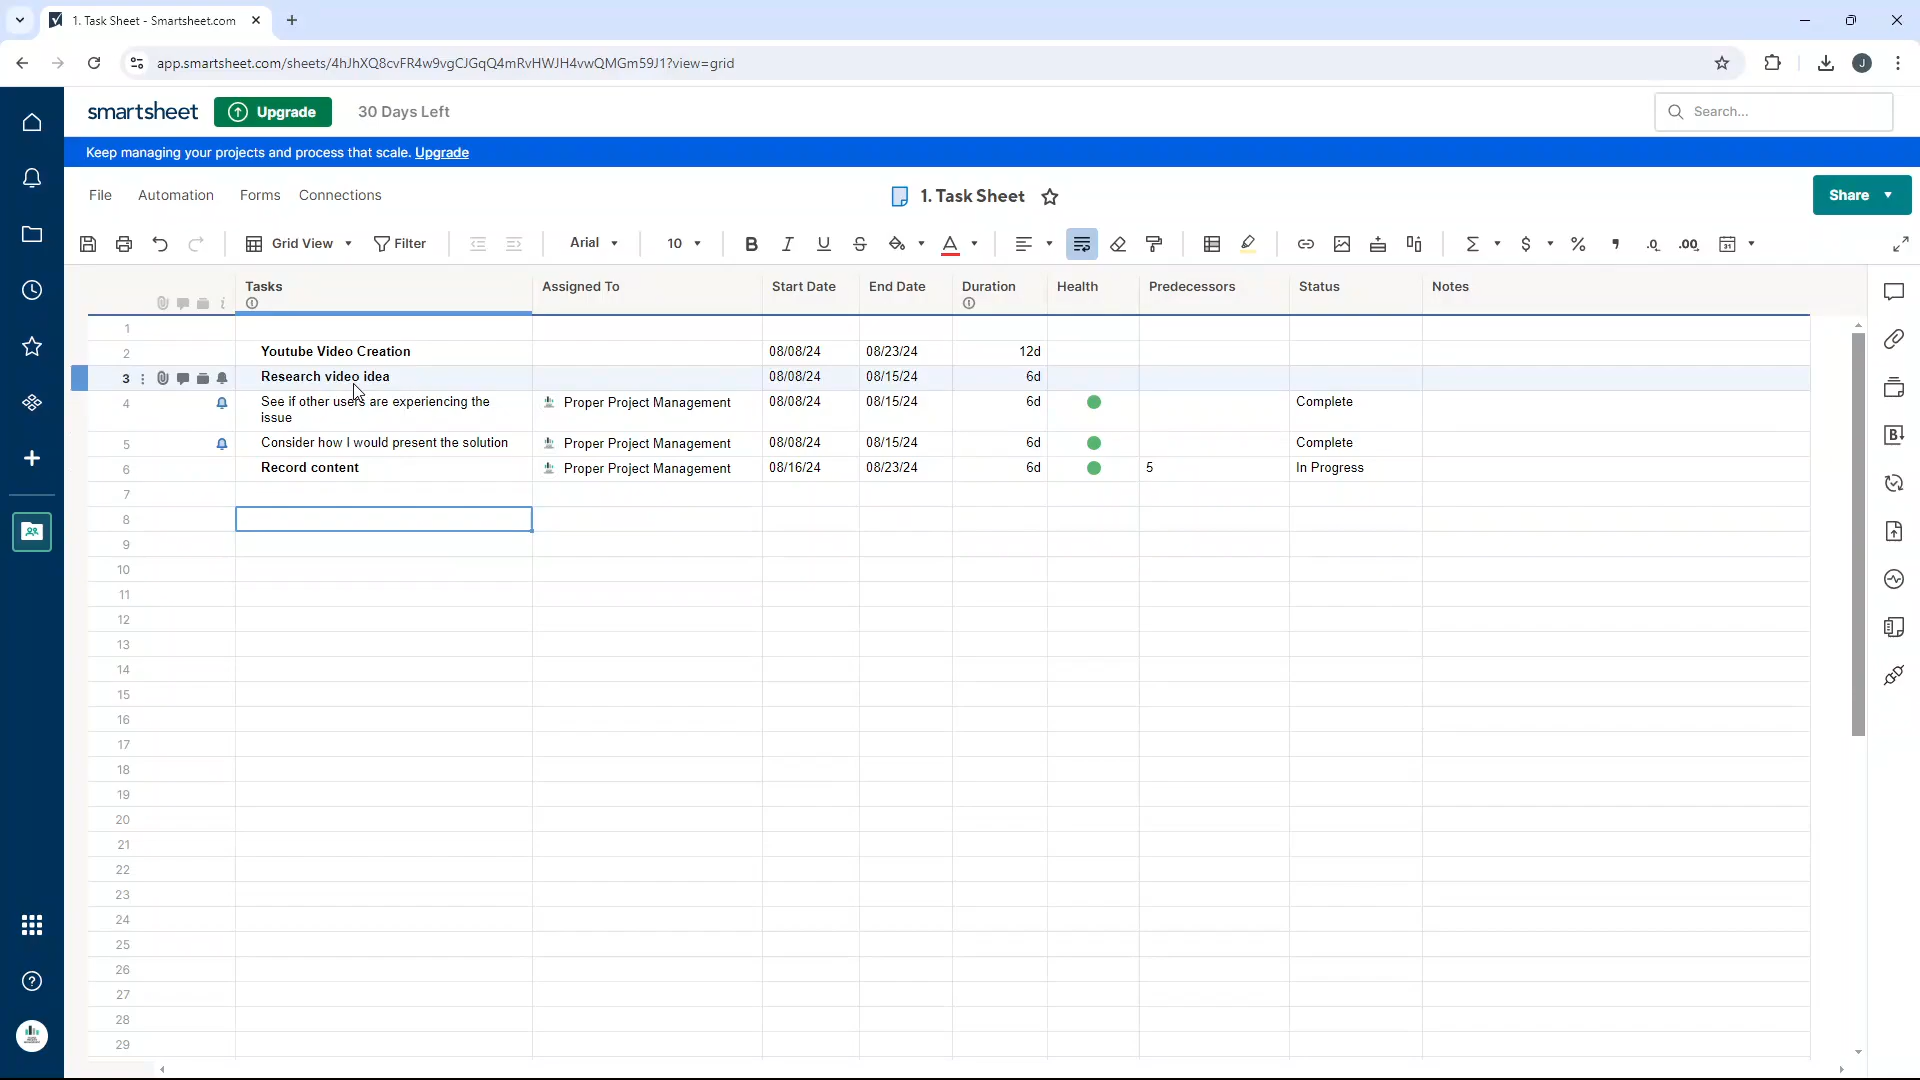 1. Task Sheet - Smartsheet.com
app.smartsheet.com/sheets/4hJhXQ8cvFR4w9vgCJGqQ4mRvHWJH4vwQMGm59J1?view=grid
J
smartsheet Upgrade 30 Days Left Search...
Keep managing your projects and process that scale. Upgrade
File Automation Forms Connections 1. Task Sheet Share
Grid View Filter Arial 10 B I U S A Σ $ % , .0 .00 31
Tasks Assigned To Start Date End Date Duration Health Predecessors Status Notes
1
2 Youtube Video Creation 08/08/24 08/23/24 12d
3 Research video idea 08/08/24 08/15/24 6d
4 See if other users are experiencing the
issue Proper Project Management 08/08/24 08/15/24 6d Complete
5 Consider how I would present the solution Proper Project Management 08/08/24 08/15/24 6d Complete
6 Record content Proper Project Management 08/16/24 08/23/24 6d 5 In Progress
7
8
9
10
11
12
13
14
15
16
17
18
19
20
21
22
23
24
25
26
27
28
29